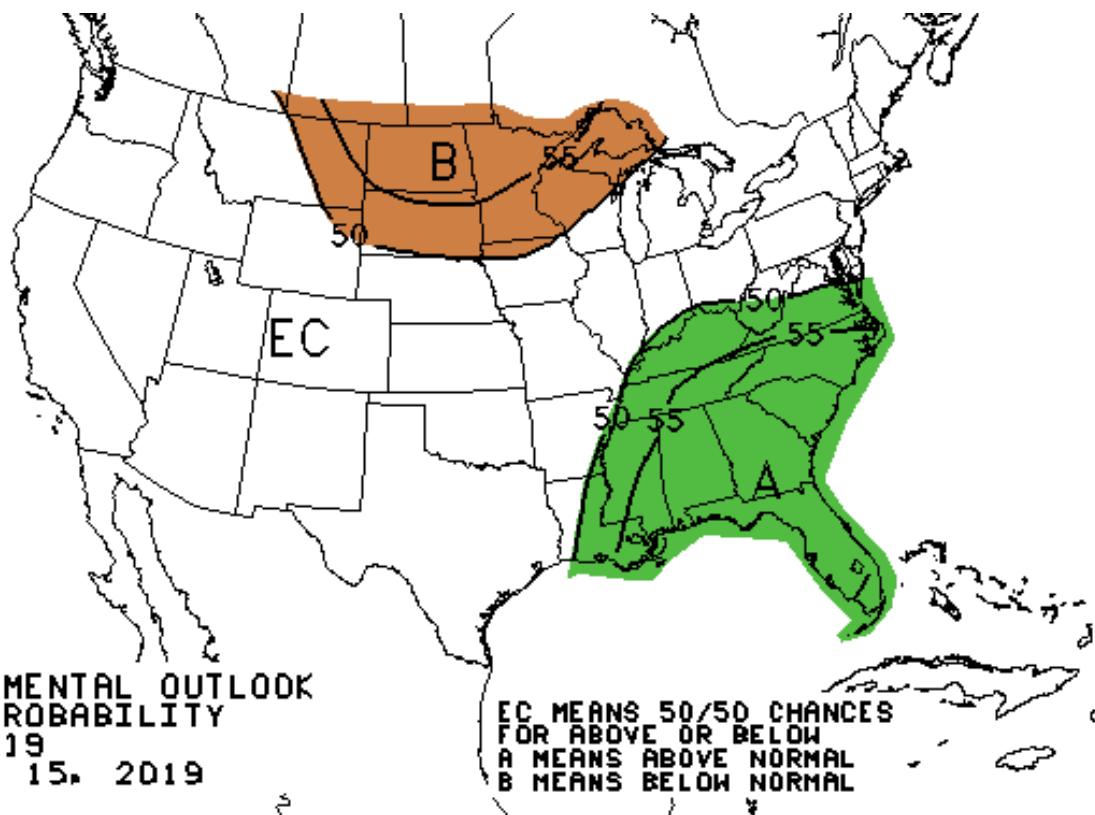 B
55
50
EC
50
55
50
55
A
MENTAL OUTLOOK
ROBABILITY
19
15, 2019
EC MEANS 50/50 CHANCES
FOR ABOVE OR BELOW
A MEANS ABOVE NORMAL
B MEANS BELOW NORMAL